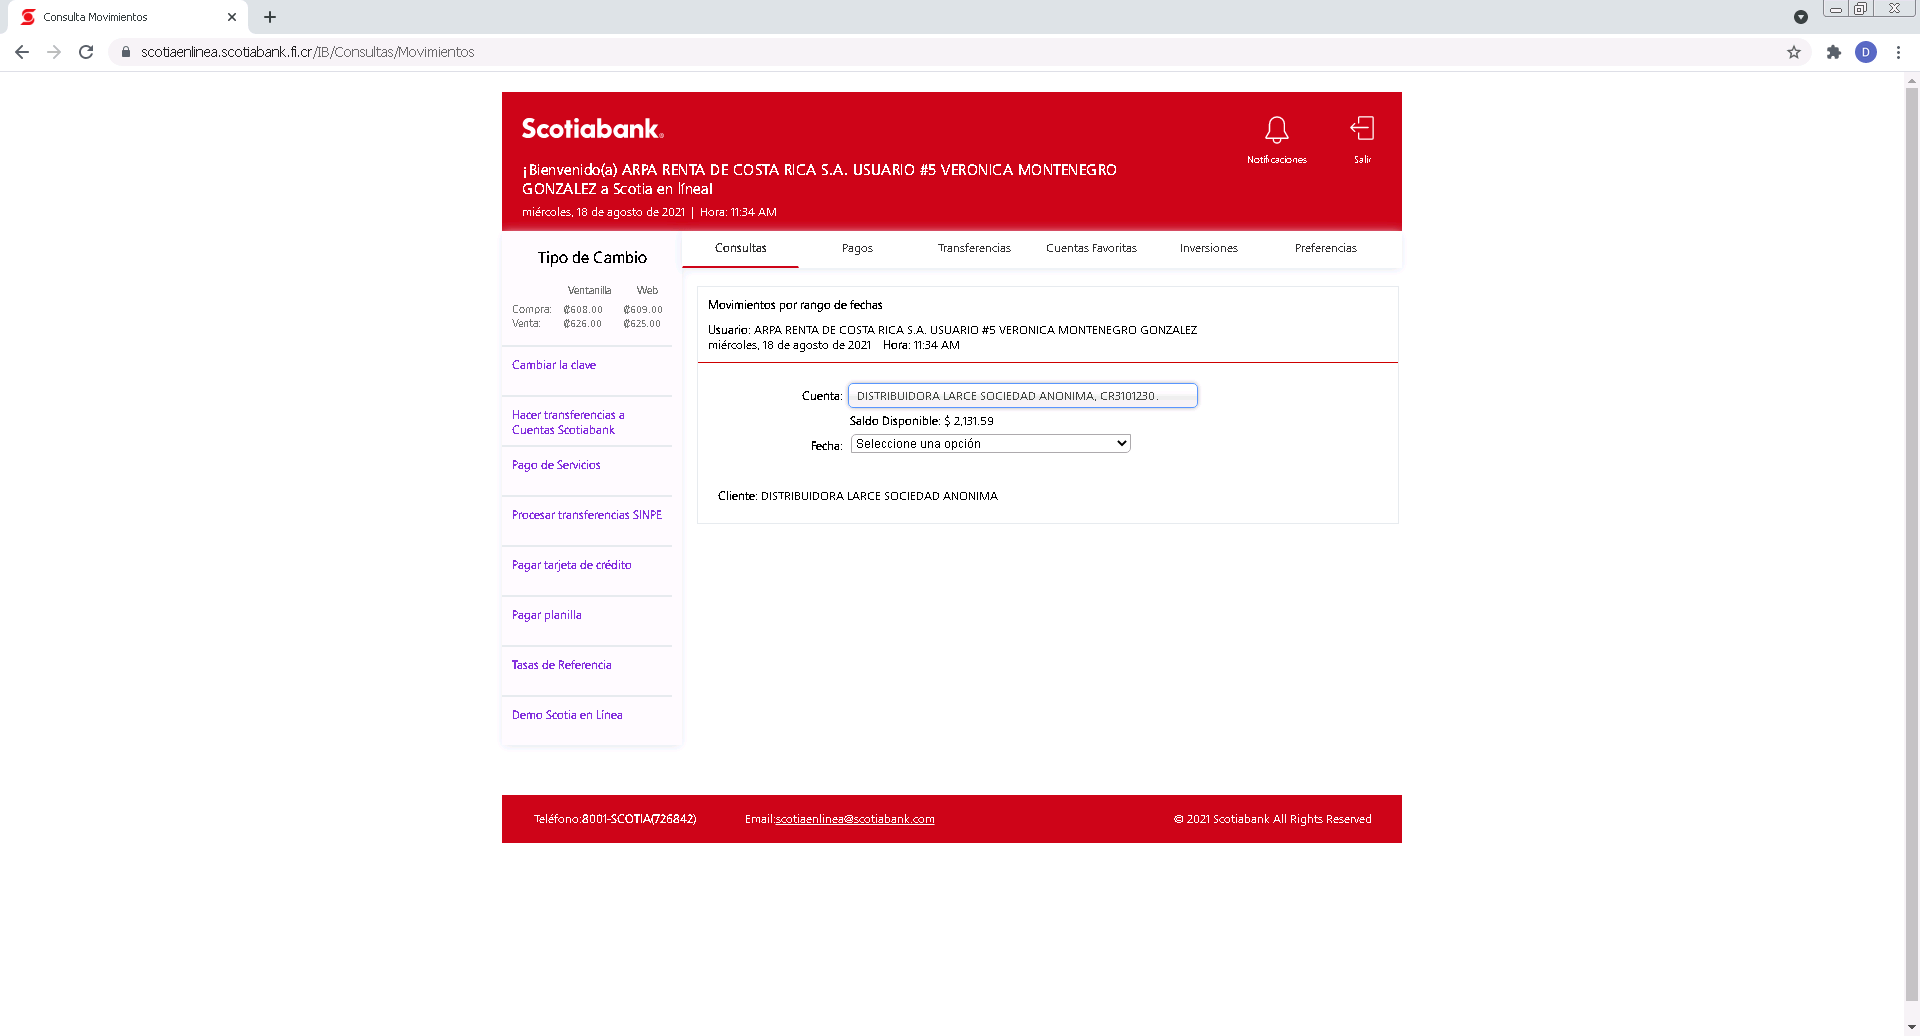 Consulta Movimientos
scotiaenlinea.scotiabank.fi.cr/IB/Consultas/Movimientos
D
Scotiabank®
Notificaciones
Salir
¡Bienvenido(a) ARPA RENTA DE COSTA RICA S.A. USUARIO #5 VERONICA MONTENEGRO
GONZALEZ a Scotia en línea!
miércoles, 18 de agosto de 2021 | Hora: 11:34 AM
Tipo de Cambio
Ventanilla Web
Compra: ₡608.00 ₡609.00
Venta: ₡626.00 ₡625.00
Cambiar la clave
Hacer transferencias a
Cuentas Scotiabank
Pago de Servicios
Procesar transferencias SINPE
Pagar tarjeta de crédito
Pagar planilla
Tasas de Referencia
Demo Scotia en Línea
Consultas Pagos Transferencias Cuentas Favoritas Inversiones Preferencias
Movimientos por rango de fechas
Usuario: ARPA RENTA DE COSTA RICA S.A. USUARIO #5 VERONICA MONTENEGRO GONZALEZ
miércoles, 18 de agosto de 2021 Hora: 11:34 AM
Cuenta: DISTRIBUIDORA LARCE SOCIEDAD ANONIMA, CR3101230.
Saldo Disponible: $ 2,131.59
Fecha: Seleccione una opción
Cliente: DISTRIBUIDORA LARCE SOCIEDAD ANONIMA
Teléfono:8001-SCOTIA(726842) Email:scotiaenlinea@scotiabank.com © 2021 Scotiabank All Rights Reserved